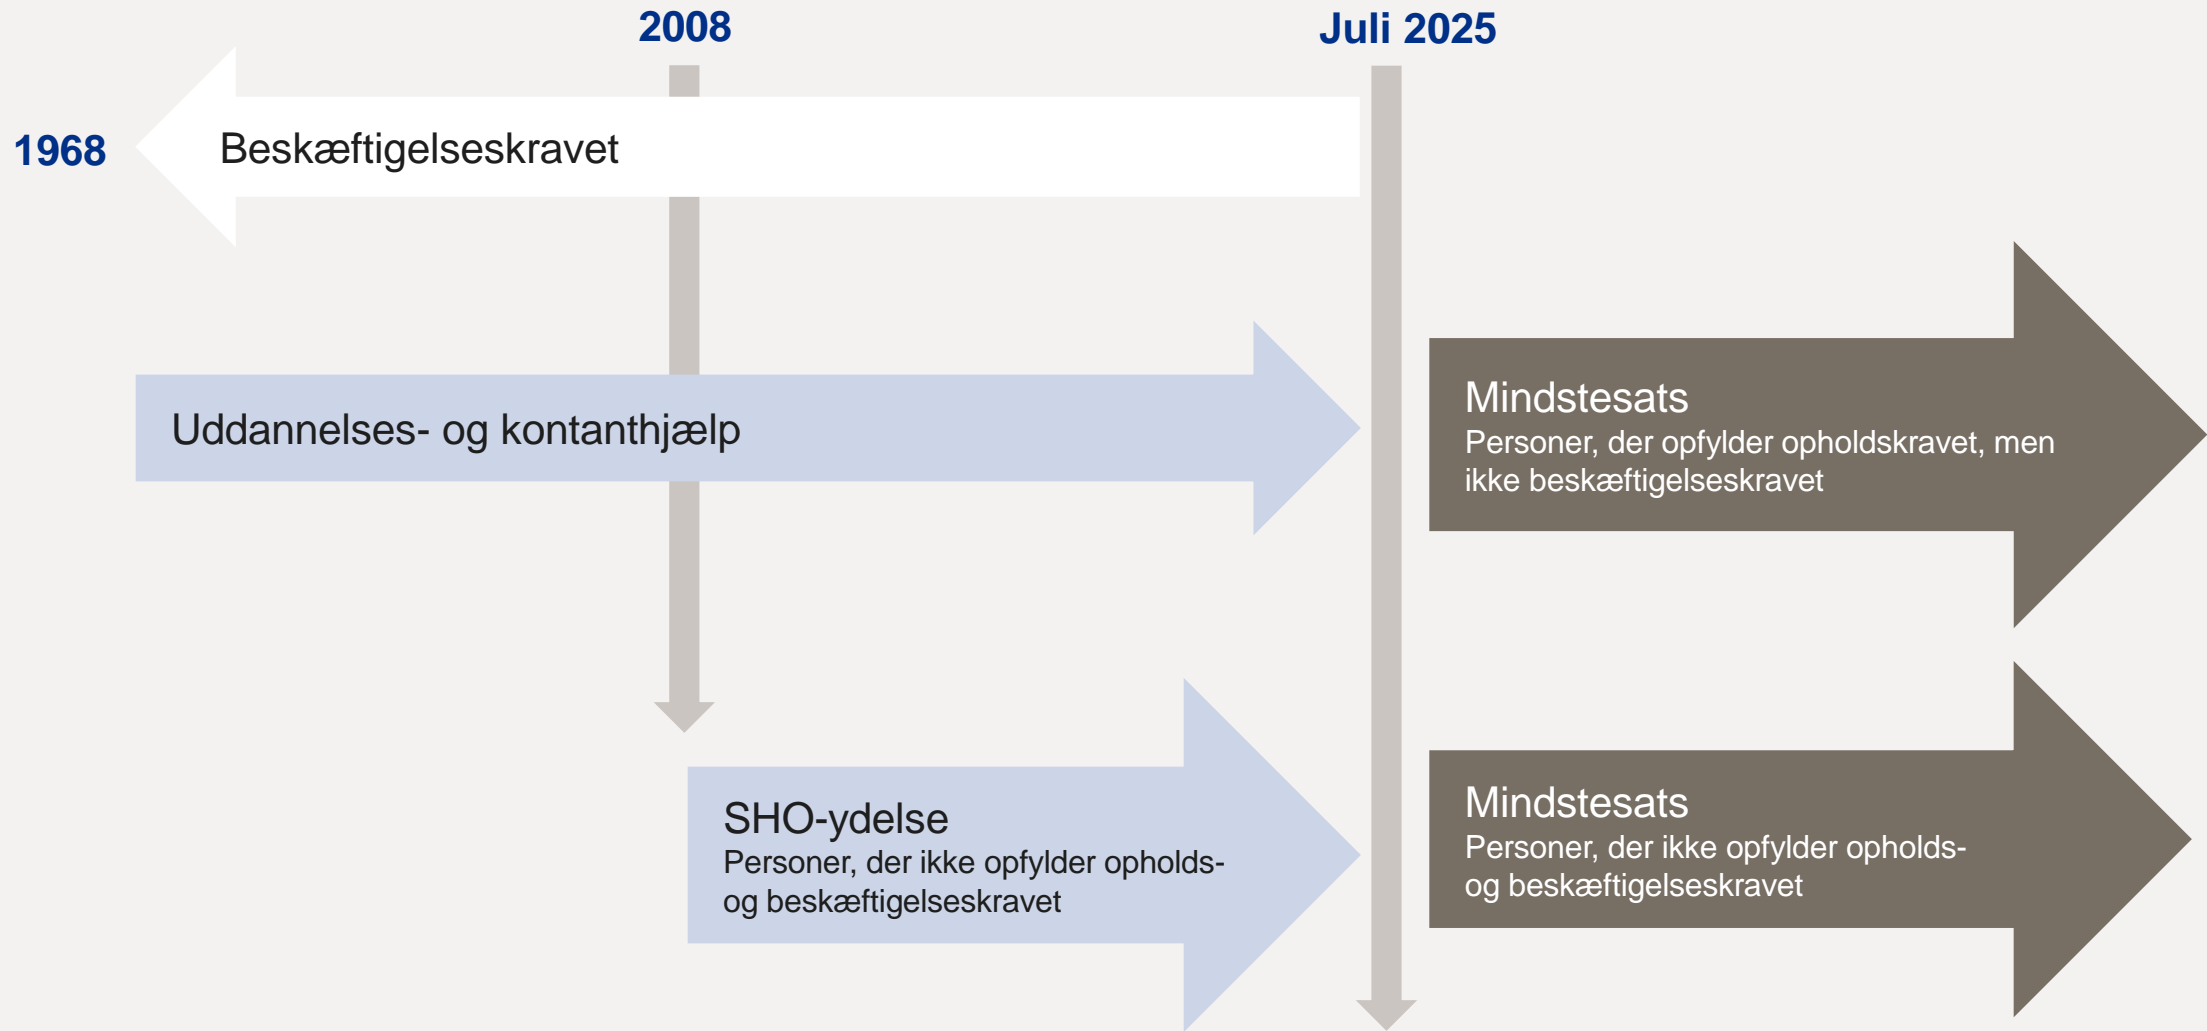 2008
Juli 2025
1968
Beskæftigelseskravet
Uddannelses- og kontanthjælp
Mindstesats
Personer, der opfylder opholdskravet, men
ikke beskæftigelseskravet
SHO-ydelse
Personer, der ikke opfylder opholds-
og beskæftigelseskravet
Mindstesats
Personer, der ikke opfylder opholds-
og beskæftigelseskravet